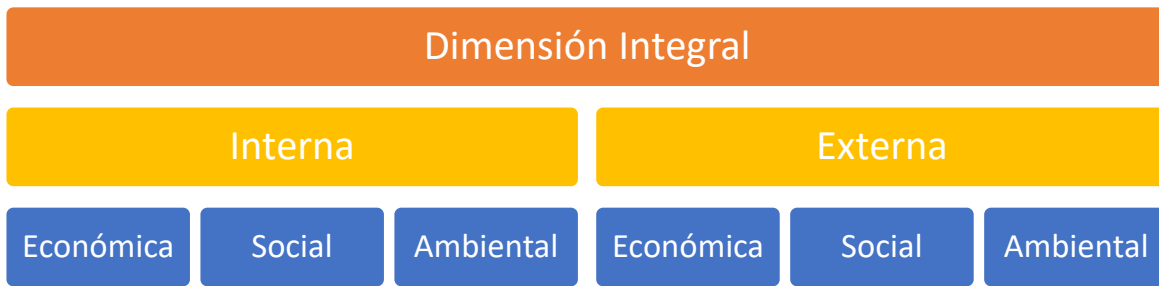 Dimensión Integral
Interna
Externa
Económica
Social
Ambiental
Económica
Social
Ambiental